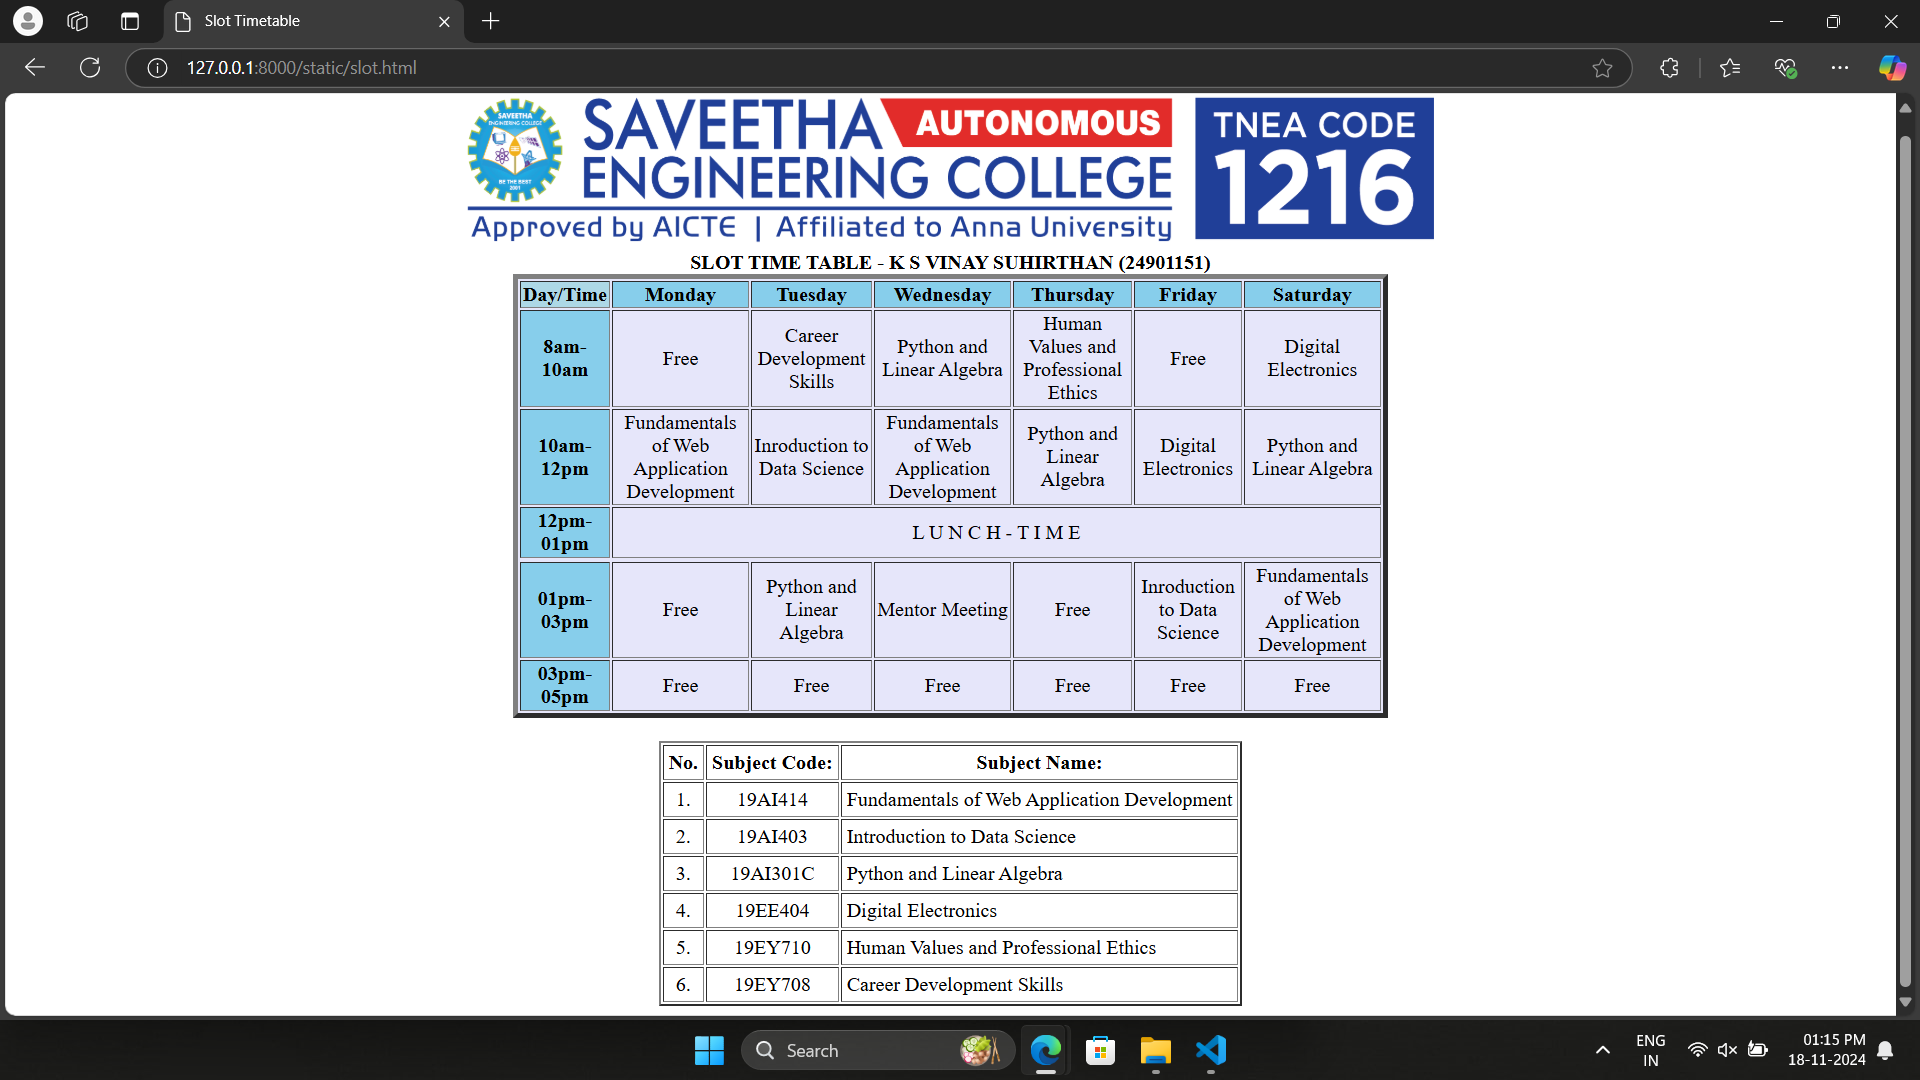 Slot Timetable
127.0.0.1:8000/static/slot.html
SAVEETHA
ENGINEERING COLLEGE
BE THE BEST
2001
SAVEETHA AUTONOMOUS
ENGINEERING COLLEGE
Approved by AICTE | Affiliated to Anna University
TNEA CODE
1216
SLOT TIME TABLE - K S VINAY SUHIRTHAN (24901151)
Day/Time Monday Tuesday Wednesday Thursday Friday Saturday
8am-
10am
Free
Career
Development
Skills
Python and
Linear Algebra
Human
Values and
Professional
Ethics
Free
Digital
Electronics
10am-
12pm
Fundamentals
of Web
Application
Development
Inroduction to
Data Science
Fundamentals
of Web
Application
Development
Python and
Linear
Algebra
Digital
Electronics
Python and
Linear Algebra
12pm-
01pm
L U N C H - T I M E
01pm-
03pm
Free
Python and
Linear
Algebra
Mentor Meeting
Free
Inroduction
to Data
Science
Fundamentals
of Web
Application
Development
03pm-
05pm
Free Free Free Free Free Free
No. Subject Code: Subject Name:
1. 19AI414 Fundamentals of Web Application Development
2. 19AI403 Introduction to Data Science
3. 19AI301C Python and Linear Algebra
4. 19EE404 Digital Electronics
5. 19EY710 Human Values and Professional Ethics
6. 19EY708 Career Development Skills
Search
ENG
IN
01:15 PM
18-11-2024